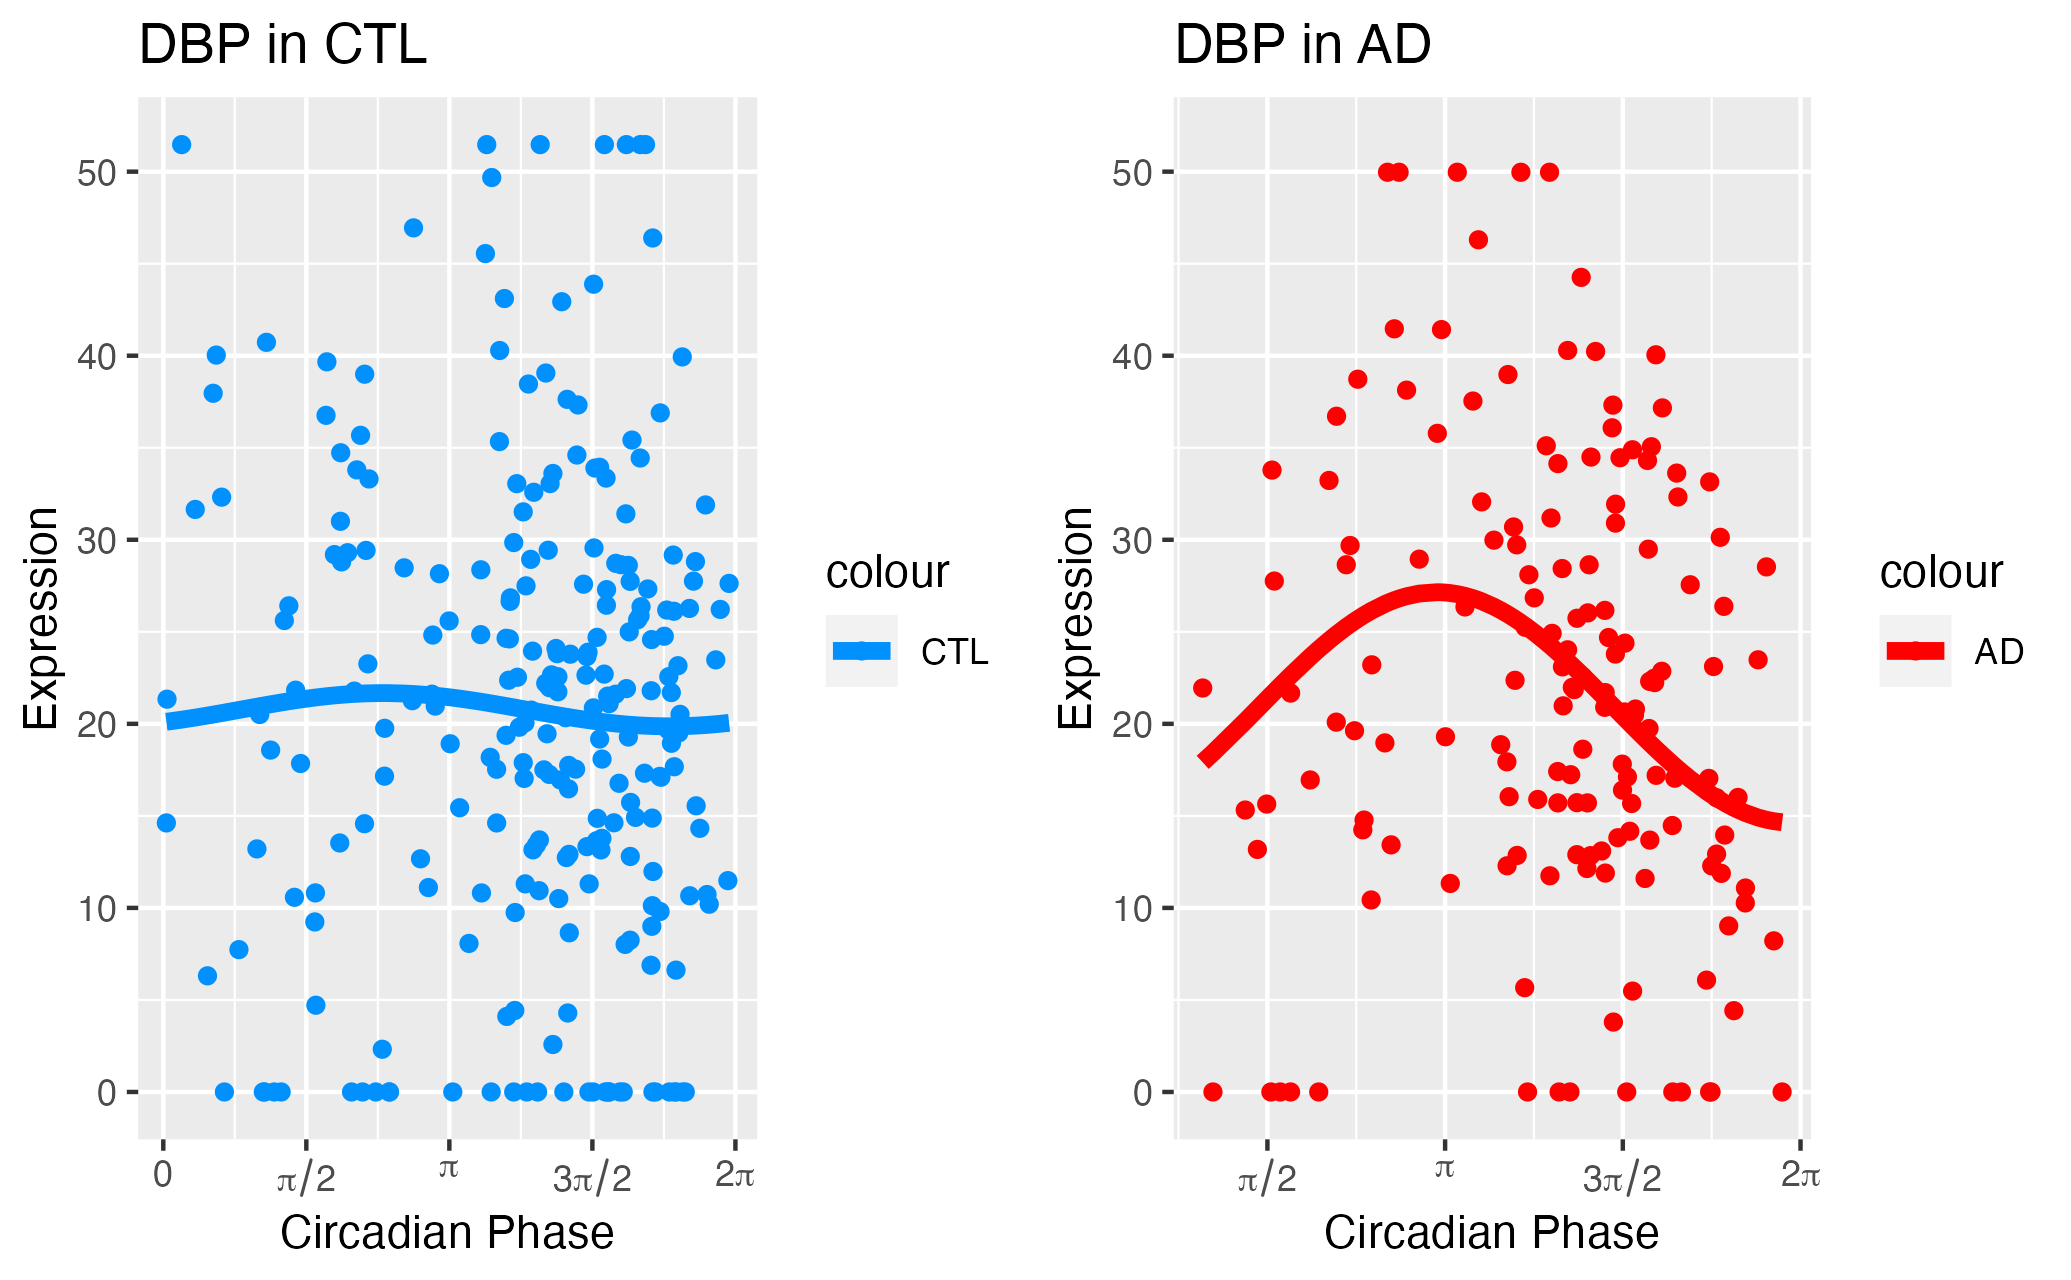 DBP in CTL
50
40
30
20
10
0
Expression
0 π/2 π 3π/2 2π
Circadian Phase
colour
CTL
DBP in AD
50
40
30
20
10
0
Expression
π/2 π 3π/2 2π
Circadian Phase
colour
AD